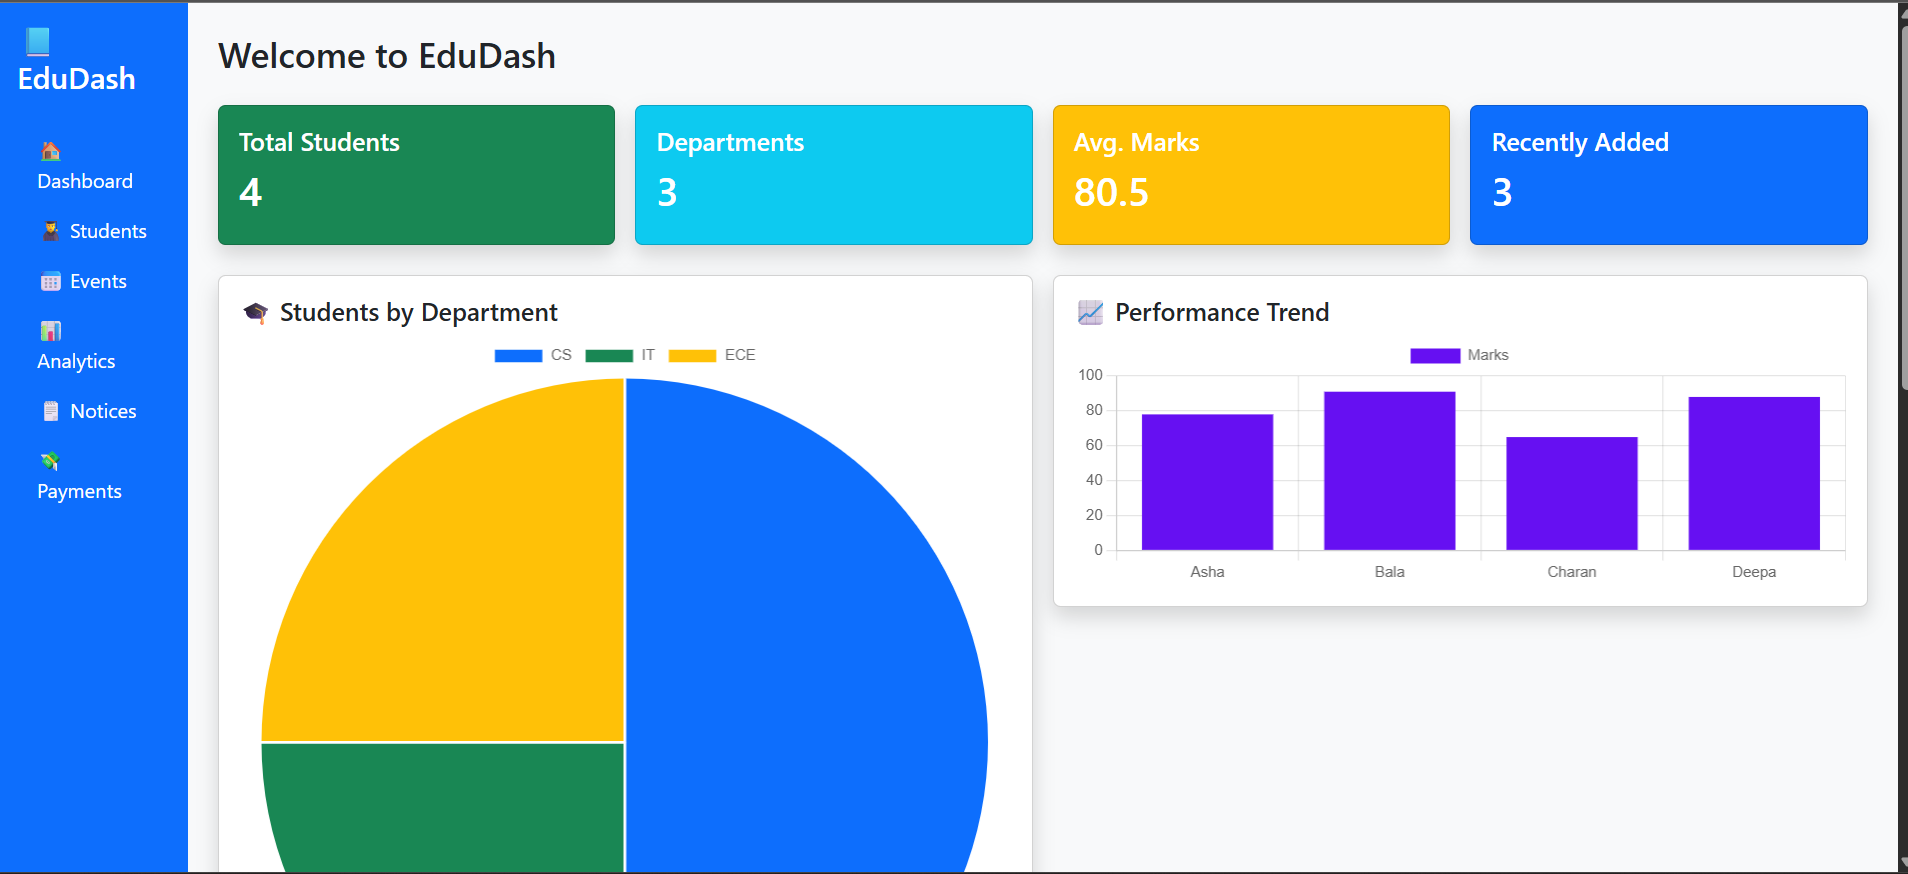 EduDash
Dashboard
Students
Events
Analytics
Notices
Payments
Welcome to EduDash
Total Students
4
Departments
3
Avg. Marks
80.5
Recently Added
3
Students by Department
CS IT ECE
Performance Trend
Marks
100
80
60
40
20
0
Asha Bala Charan Deepa